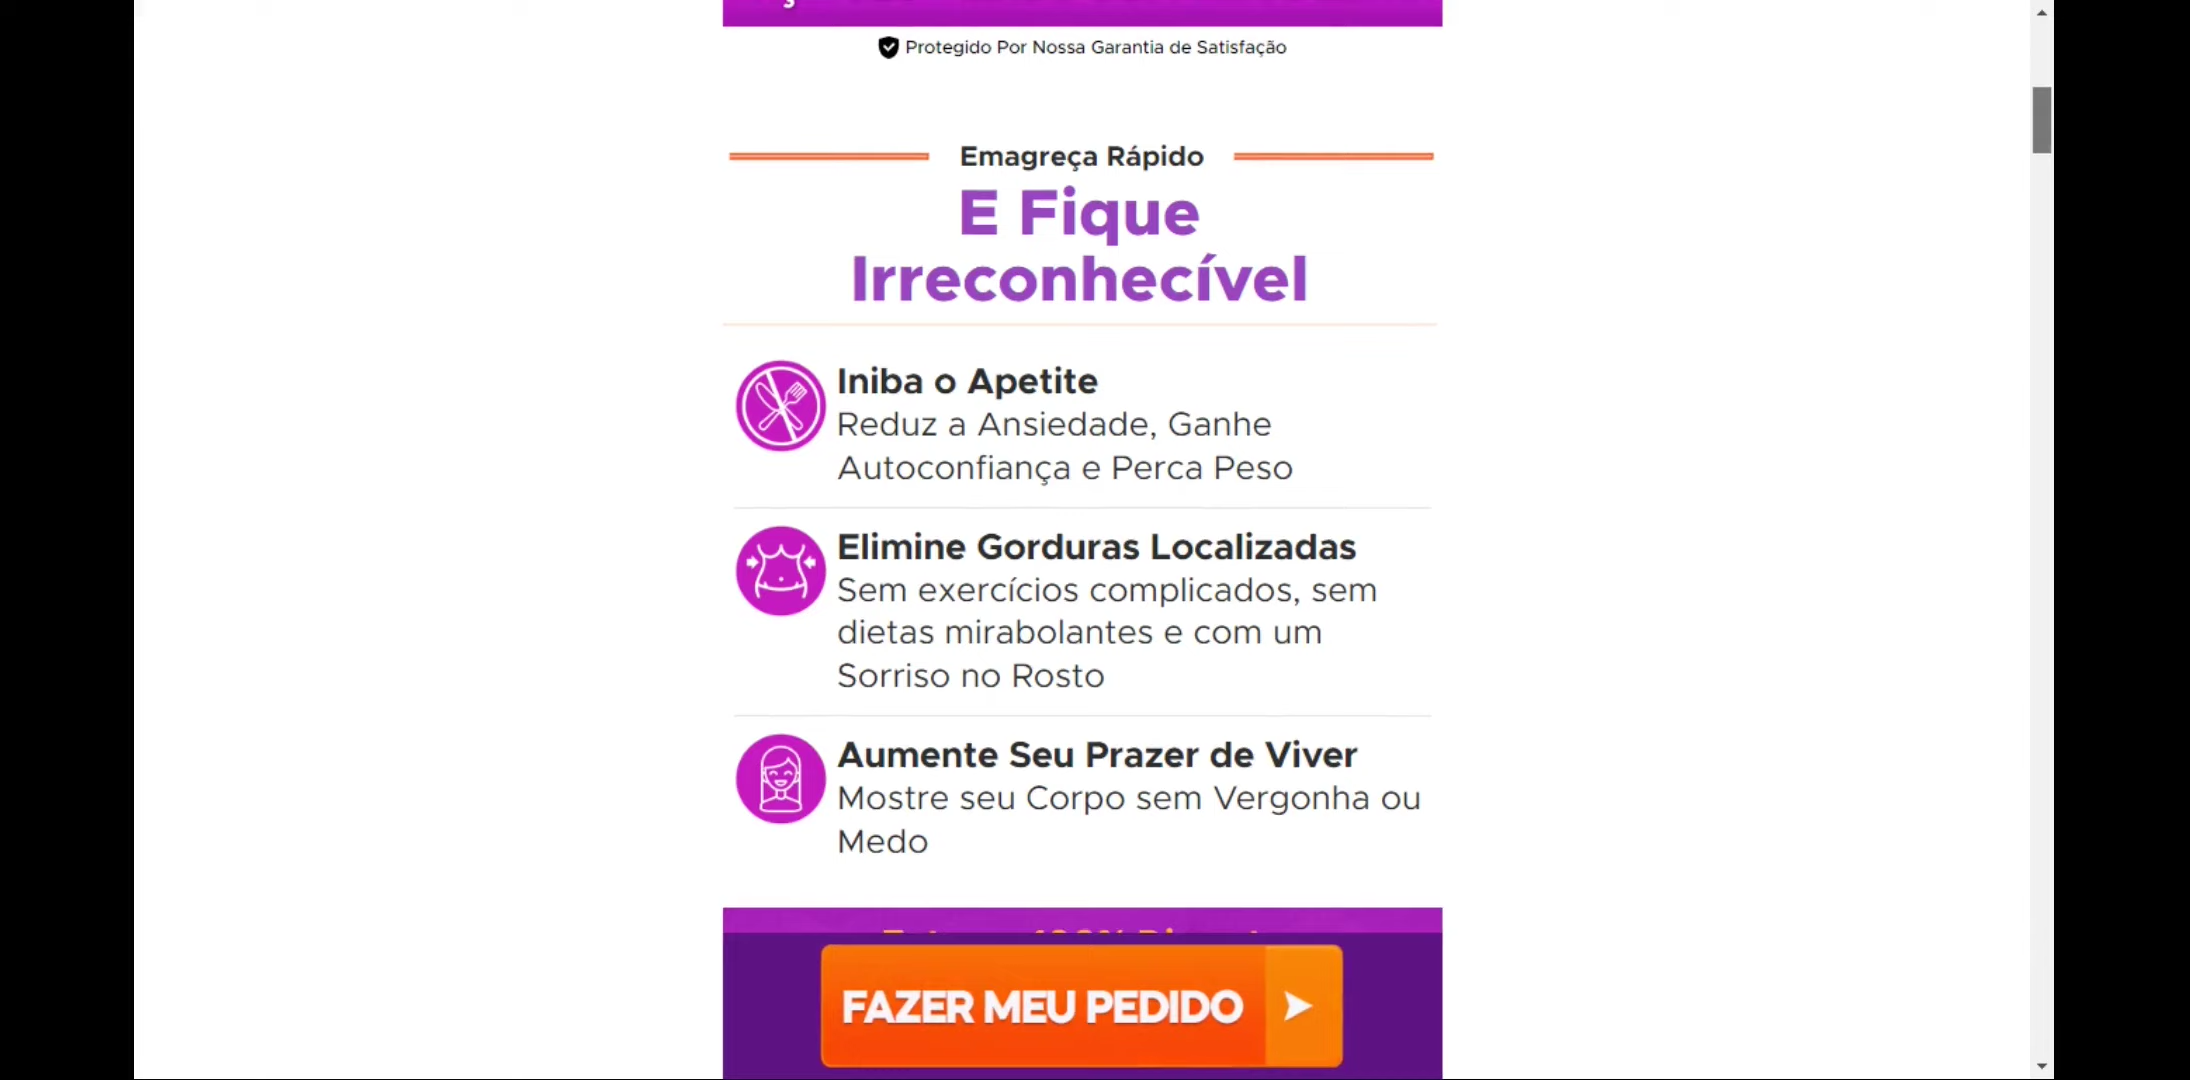 Protegido Por Nossa Garantia de Satisfação
Emagreça Rápido
E Fique
Irreconhecível
Iniba o Apetite
Reduz a Ansiedade, Ganhe
Autoconfiança e Perca Peso
Elimine Gorduras Localizadas
Sem exercícios complicados, sem
dietas mirabolantes e com um
Sorriso no Rosto
Aumente Seu Prazer de Viver
Mostre seu Corpo sem Vergonha ou
Medo
FAZER MEU PEDIDO